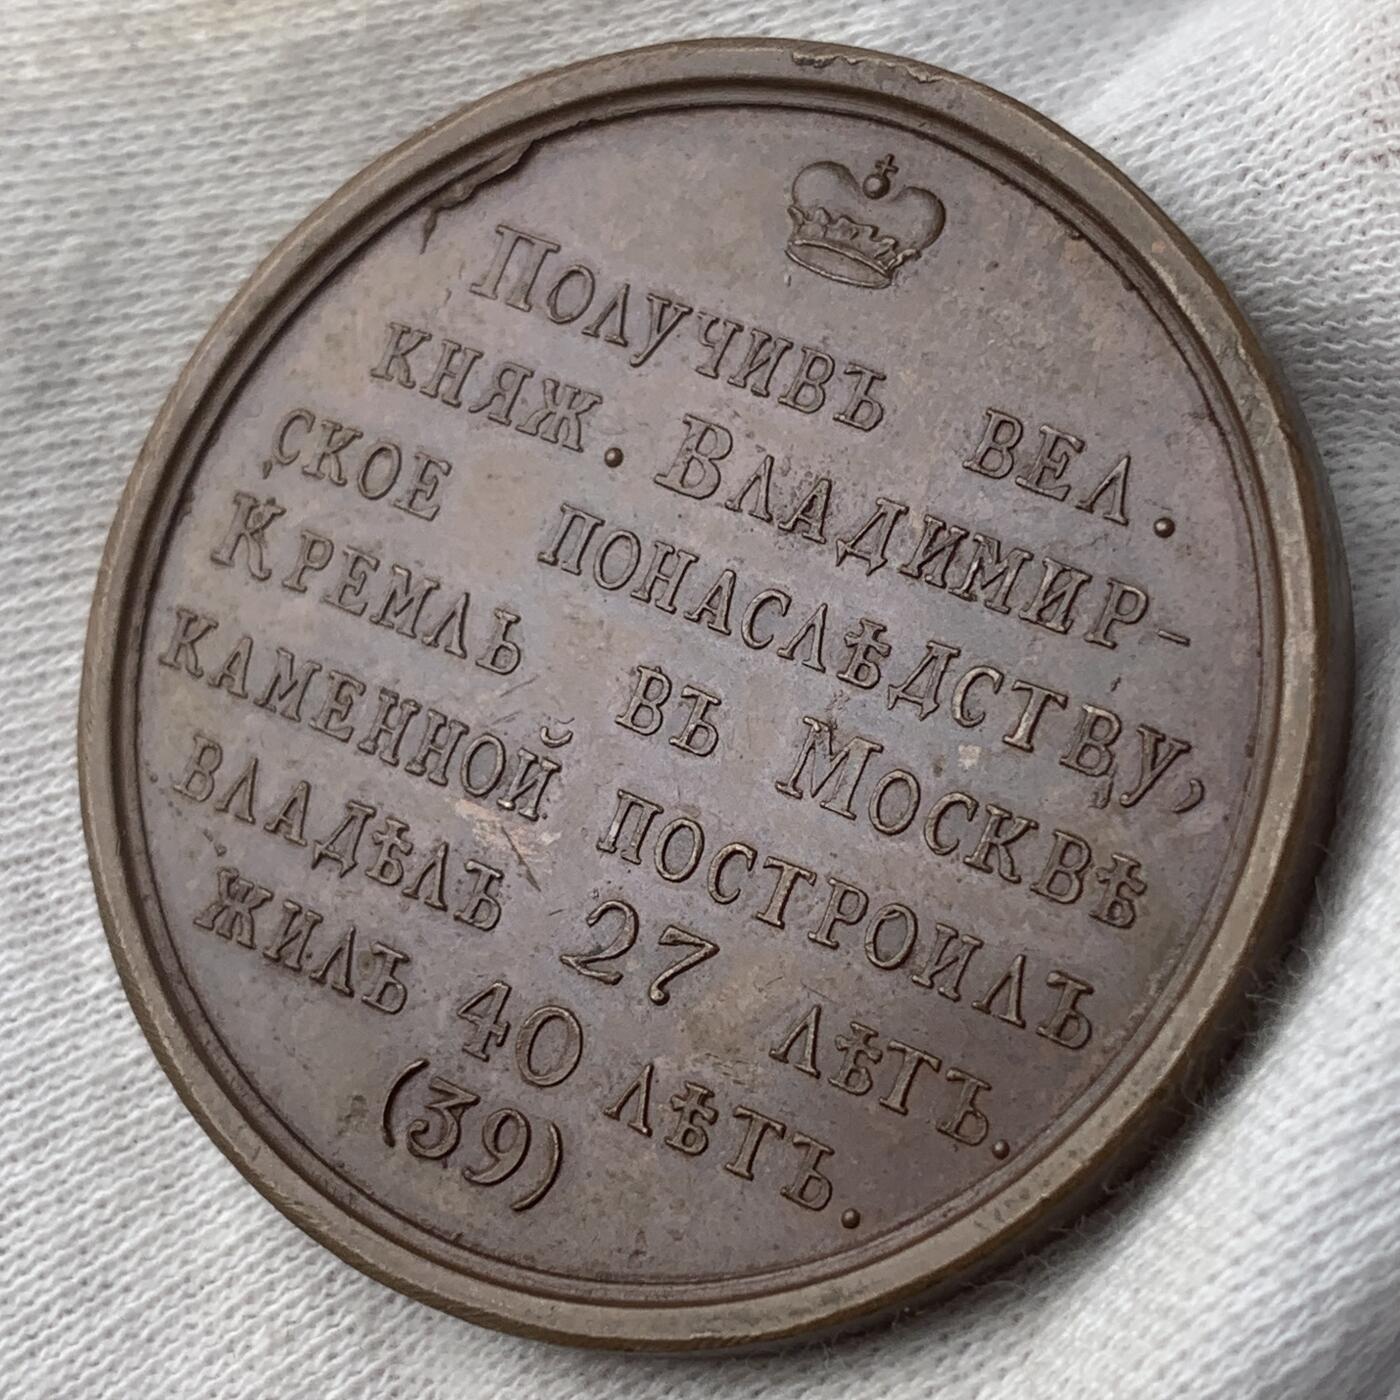 Получивъ вел.
княж. Владимир-
ское понаслѣдству,
Кремль въ Москвѣ
каменной построилъ
владѣлъ 27 лѣтъ.
жилъ 40 лѣтъ.
(39)